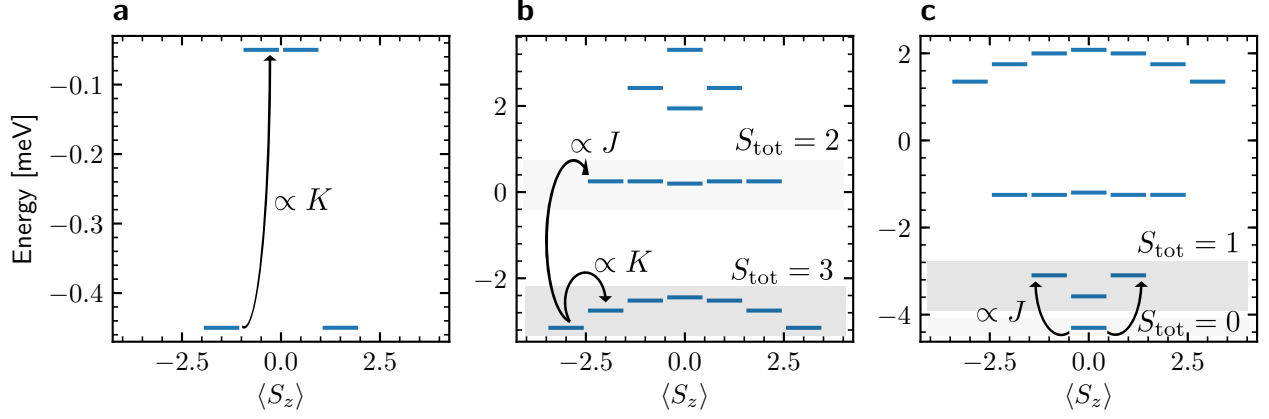 a
Energy [meV]
−0.1
−0.2
−0.3
−0.4
∝ K
−2.5 0.0 2.5
⟨S_z⟩
b
2
0
−2
∝ J
S_tot = 2
∝ K
S_tot = 3
−2.5 0.0 2.5
⟨S_z⟩
c
2
0
−2
−4
S_tot = 1
∝ J
S_tot = 0
−2.5 0.0 2.5
⟨S_z⟩